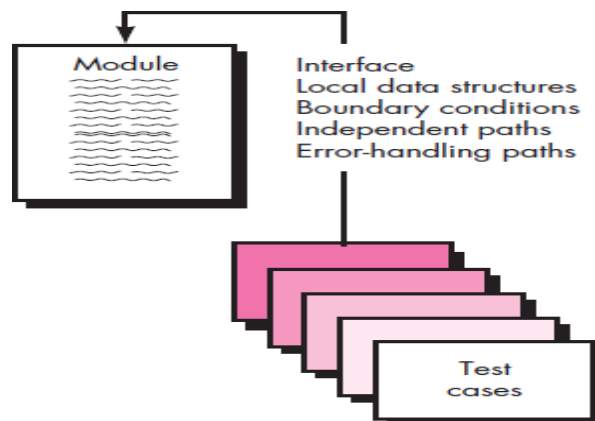 Module
Interface
Local data structures
Boundary conditions
Independent paths
Error-handling paths
Test
cases